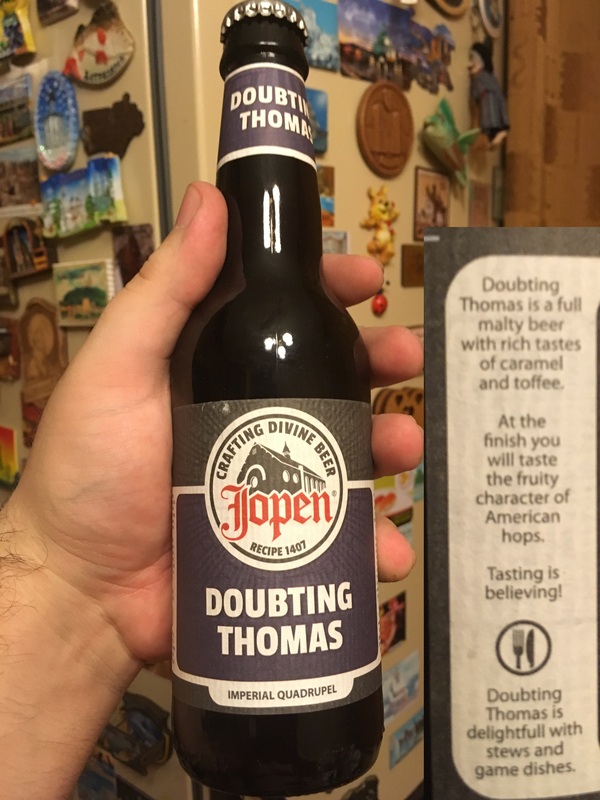 DOUBTIN
THOMAS
CRAFTING DIVINE BEER
Jopen®
RECIPE 1407
DOUBTING
THOMAS
IMPERIAL QUADRUPEL
Doubting
Thomas is a full
malty beer
with rich tastes
of caramel
and toffee.
At the
finish you
will taste
the fruity
character of
American
hops.
Tasting is
believing!
Doubting
Thomas is
delightfull with
stews and
game dishes.